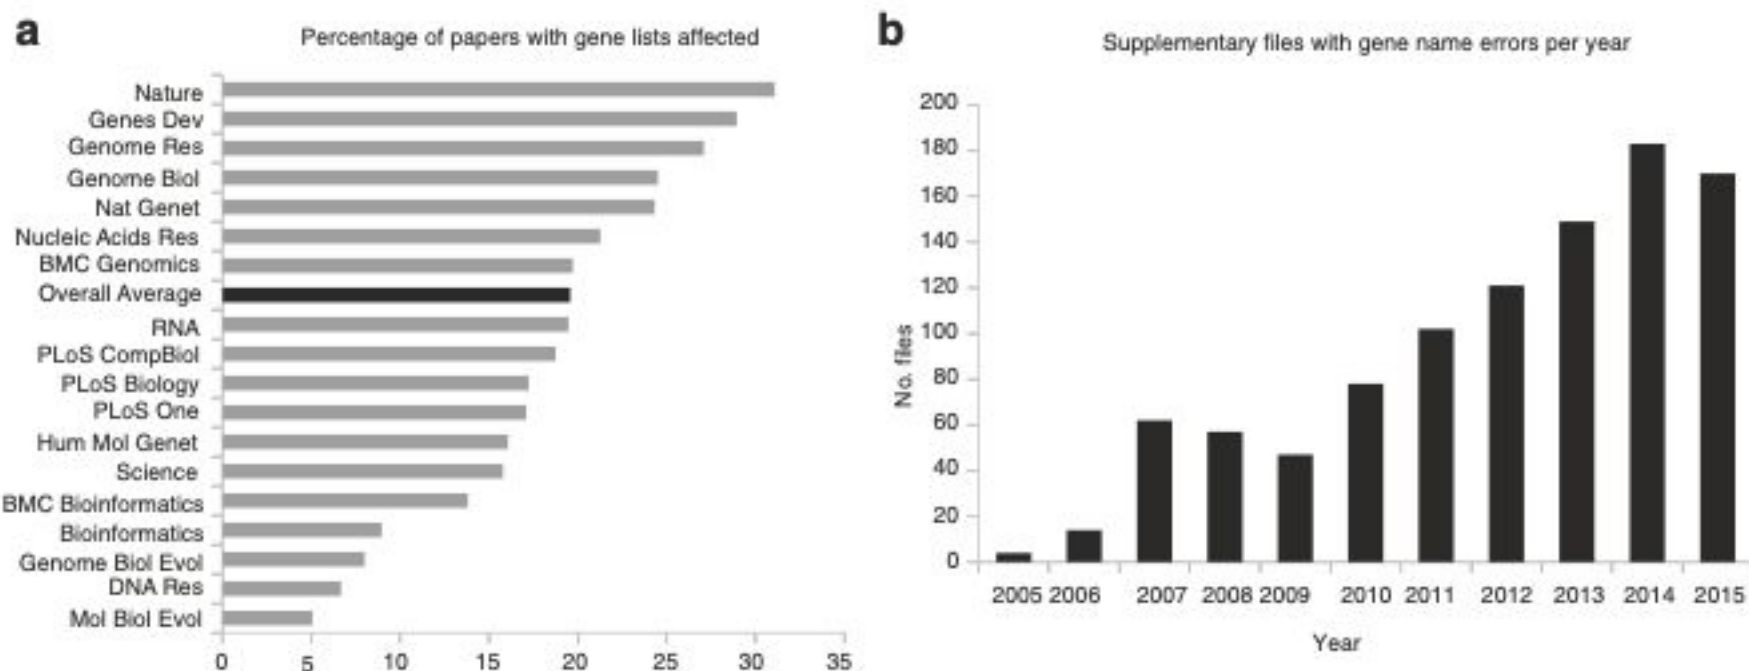 a
Percentage of papers with gene lists affected
Nature
Genes Dev
Genome Res
Genome Biol
Nat Genet
Nucleic Acids Res
BMC Genomics
Overall Average
RNA
PLoS CompBiol
PLoS Biology
PLoS One
Hum Mol Genet
Science
BMC Bioinformatics
Bioinformatics
Genome Biol Evol
DNA Res
Mol Biol Evol
0 5 10 15 20 25 30 35
b
Supplementary files with gene name errors per year
No. files
200
180
160
140
120
100
80
60
40
20
0
2005 2006 2007 2008 2009 2010 2011 2012 2013 2014 2015
Year